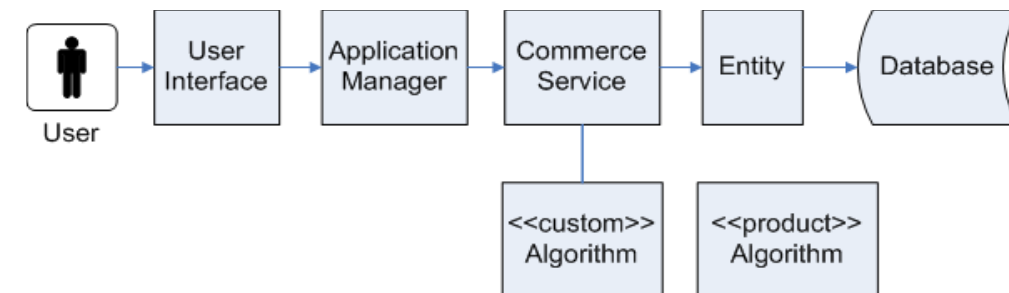 User
User
Interface
Application
Manager
Commerce
Service
Entity
Database
<<custom>>
Algorithm
<<product>>
Algorithm